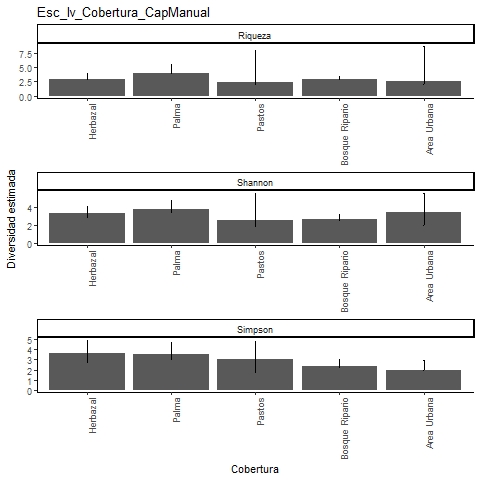 Esc_Iv_Cobertura_CapManual
Riqueza
7.5
5.0
2.5
0.0
Herbazal
Palma
Pastos
Bosque Ripario
Area Urbana
Diversidad estimada
Shannon
4
2
0
Herbazal
Palma
Pastos
Bosque Ripario
Area Urbana
Simpson
5
4
3
2
1
0
Herbazal
Palma
Pastos
Bosque Ripario
Area Urbana
Cobertura